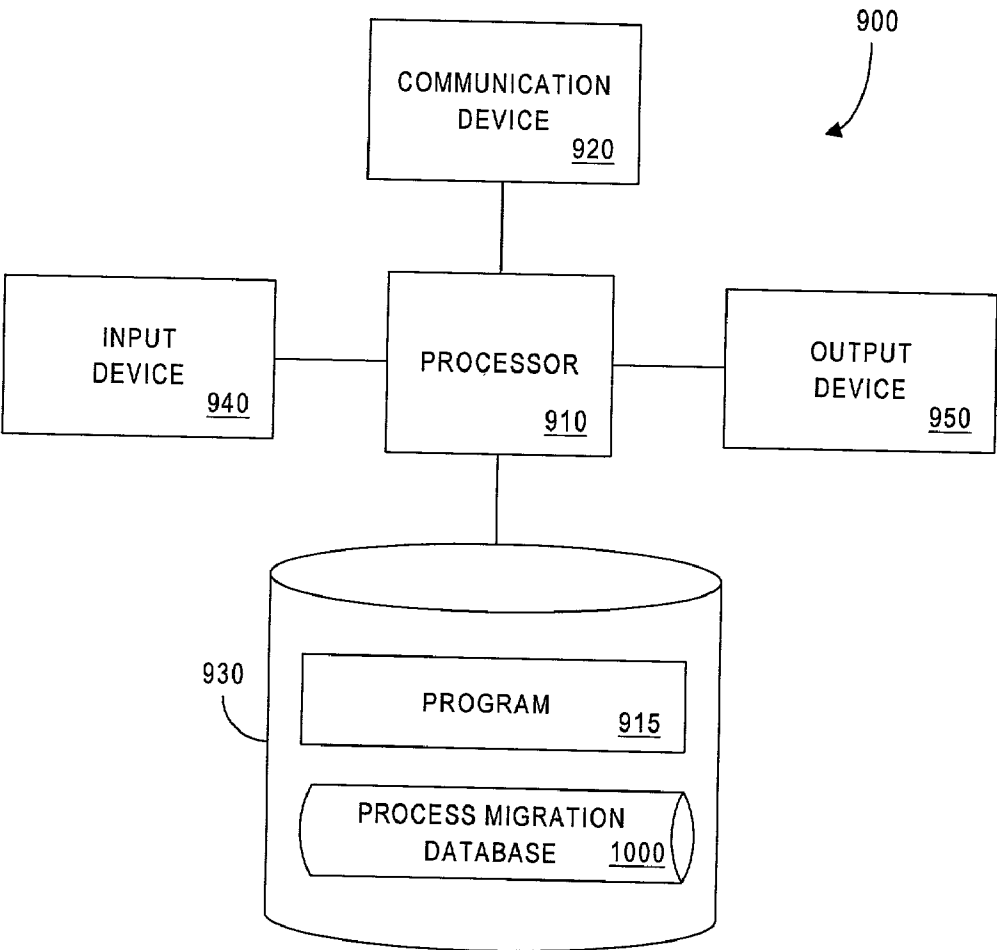 900
COMMUNICATION
DEVICE
920
INPUT
DEVICE
940
PROCESSOR
910
OUTPUT
DEVICE
950
930
PROGRAM
915
PROCESS MIGRATION
DATABASE 1000